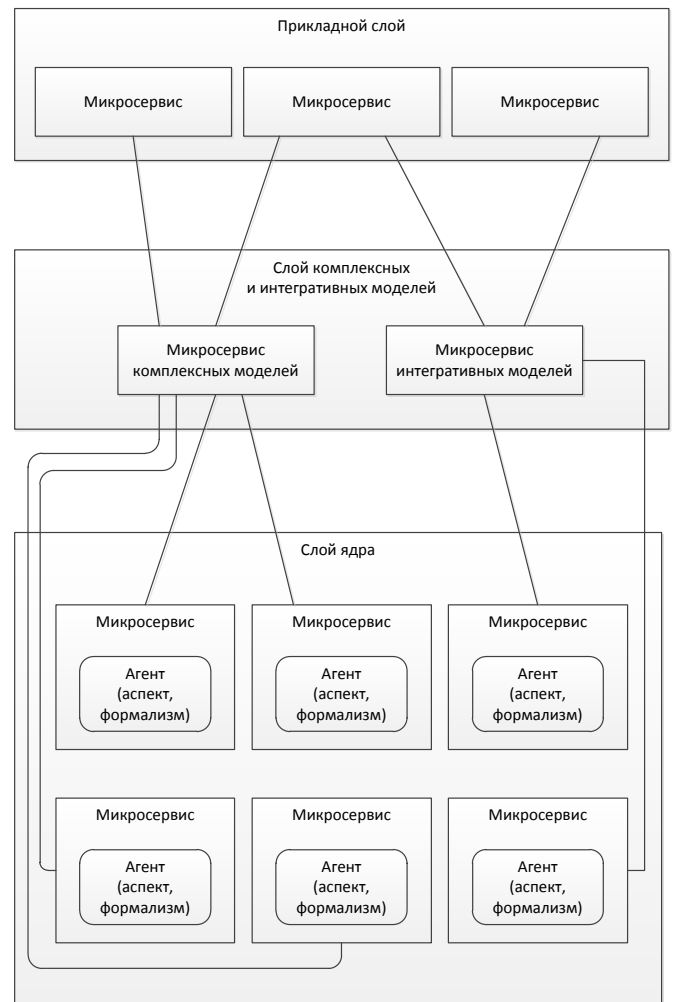 Прикладной слой
Микросервис
Микросервис
Микросервис
Слой комплексных
и интегративных моделей
Микросервис
комплексных моделей
Микросервис
интегративных моделей
Слой ядра
Микросервис
Агент
(аспект,
формализм)
Микросервис
Агент
(аспект,
формализм)
Микросервис
Агент
(аспект,
формализм)
Микросервис
Агент
(аспект,
формализм)
Микросервис
Агент
(аспект,
формализм)
Микросервис
Агент
(аспект,
формализм)